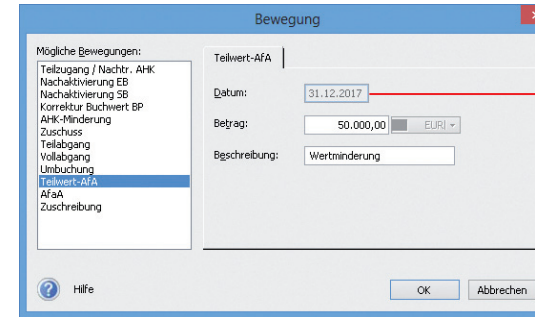 Bewegung
Mögliche Bewegungen:
Teilzugang / Nachtr. AHK
Nachaktivierung EB
Nachaktivierung SB
Korrektur Buchwert BP
AHK-Minderung
Zuschuss
Teilabgang
Vollabgang
Umbuchung
Teilwert-AfA
AfaA
Zuschreibung
Teilwert-AfA
Datum: 31.12.2017
Betrag: 50.000,00 EUR
Beschreibung: Wertminderung
Hilfe
OK Abbrechen